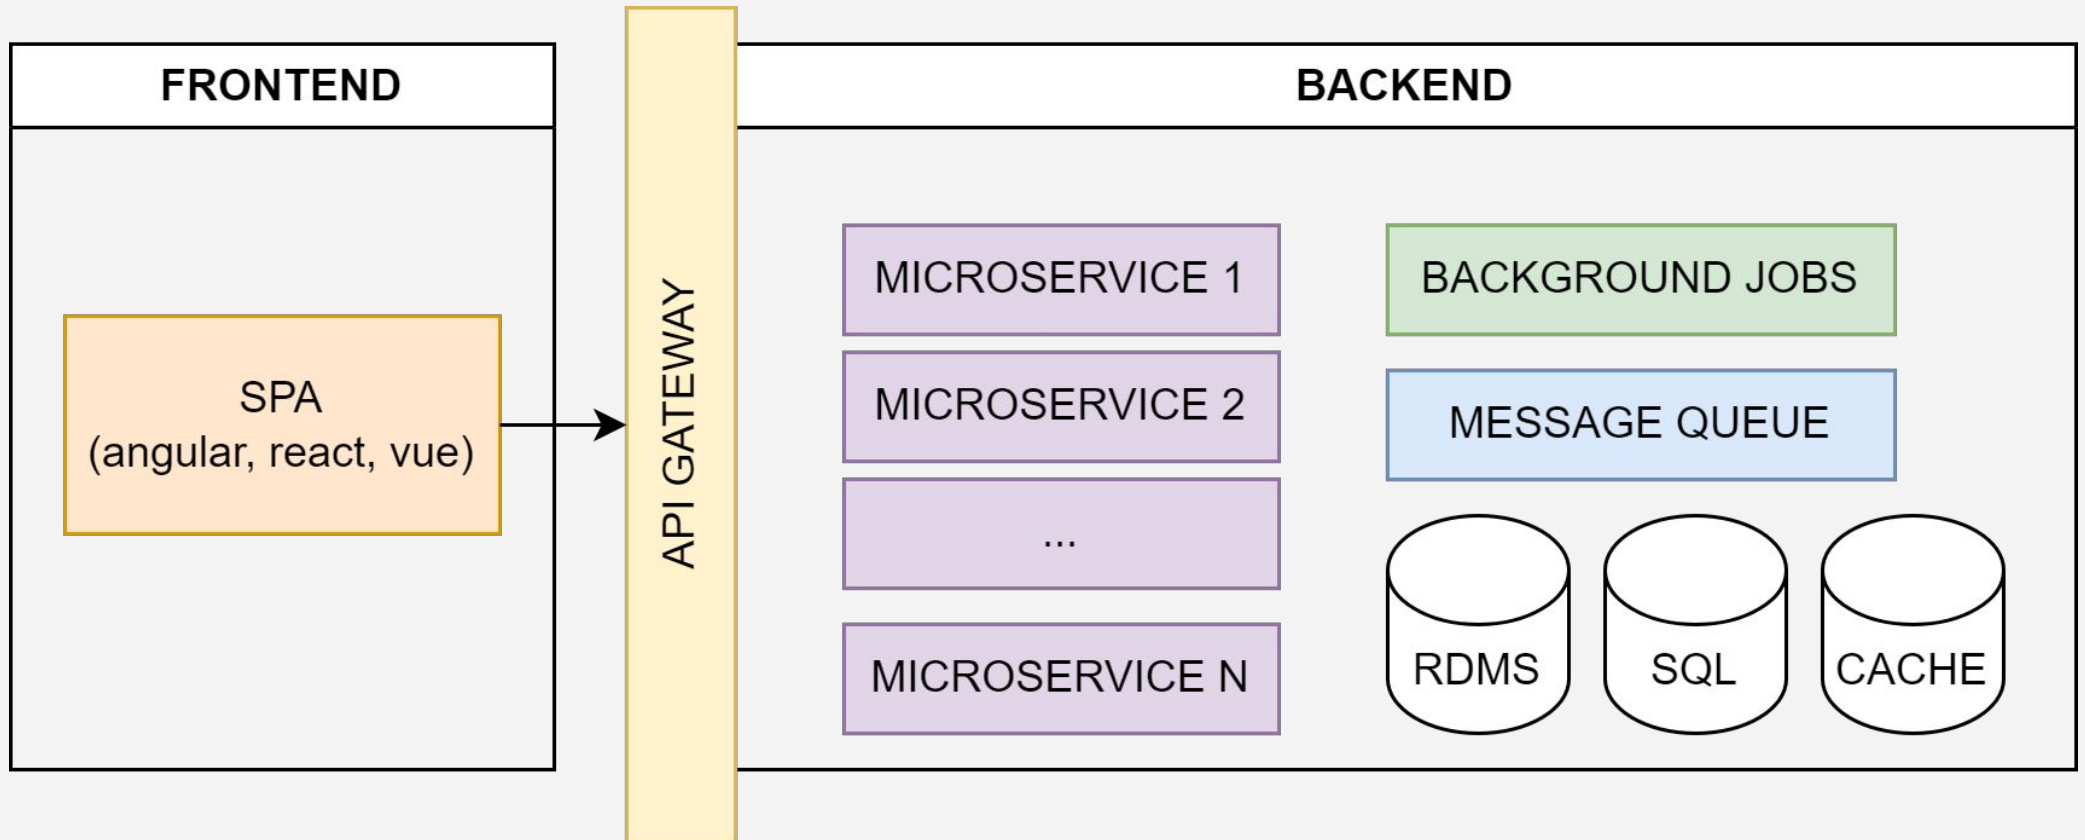 FRONTEND
BACKEND
SPA
(angular, react, vue)
API GATEWAY
MICROSERVICE 1
MICROSERVICE 2
...
MICROSERVICE N
BACKGROUND JOBS
MESSAGE QUEUE
RDMS
SQL
CACHE